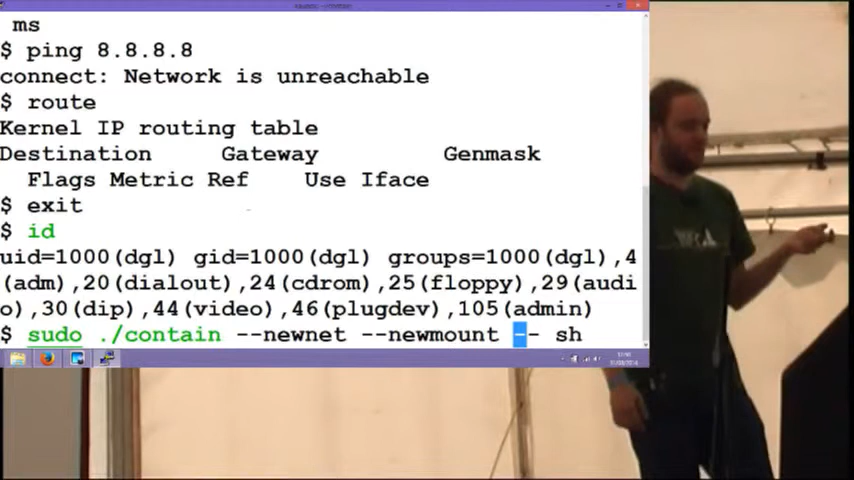 ms
$ ping 8.8.8.8
connect: Network is unreachable
$ route
Kernel IP routing table
Destination Gateway Genmask
Flags Metric Ref Use Iface
$ exit
$ id
uid=1000(dgl) gid=1000(dgl) groups=1000(dgl),4
(adm),20(dialout),24(cdrom),25(floppy),29(audi
o),30(dip),44(video),46(plugdev),105(admin)
$ sudo ./contain --newnet --newmount -- sh